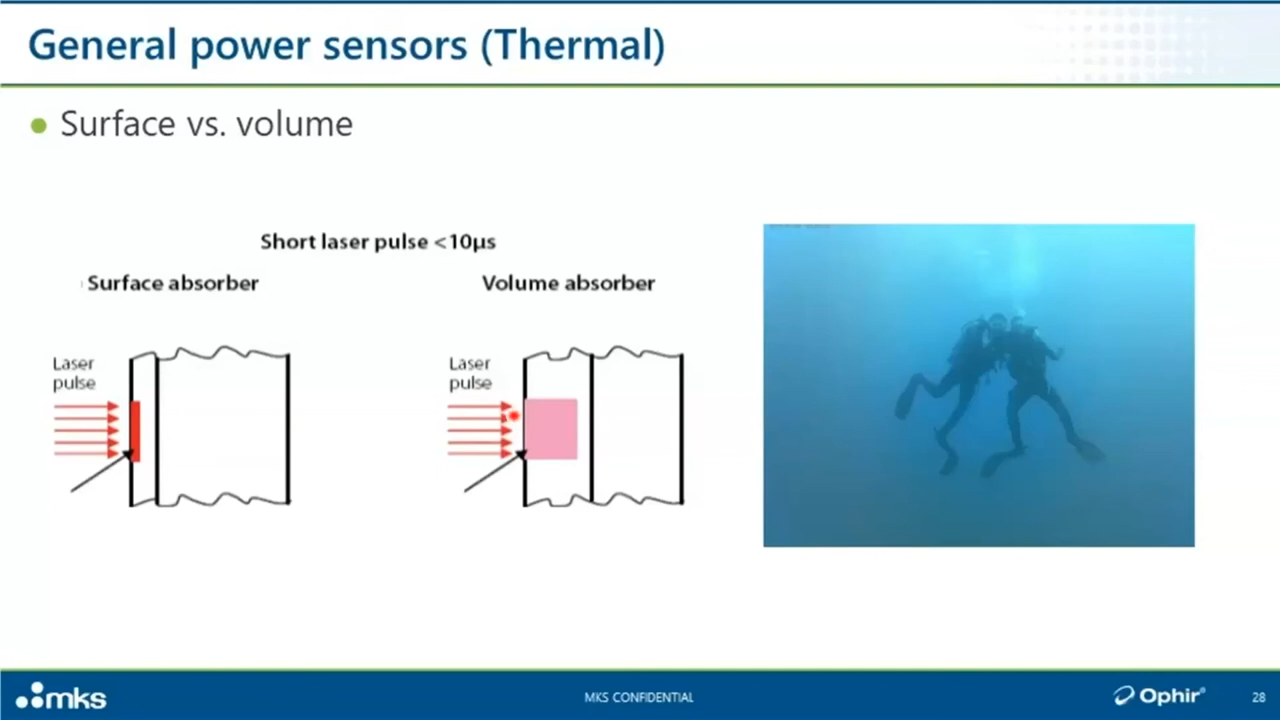 General power sensors (Thermal)
Surface vs. volume
Short laser pulse <10µs
Surface absorber
Volume absorber
Laser
pulse
Laser
pulse
mks
MKS CONFIDENTIAL
Ophir®
28